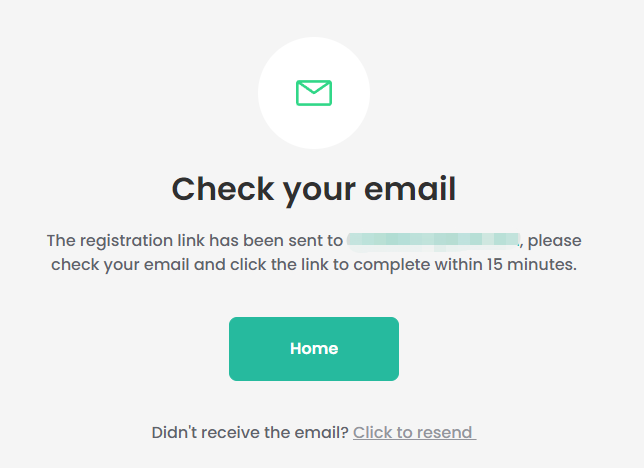 Check your email
The registration link has been sent to , please
check your email and click the link to complete within 15 minutes.
Home
Didn't receive the email? Click to resend